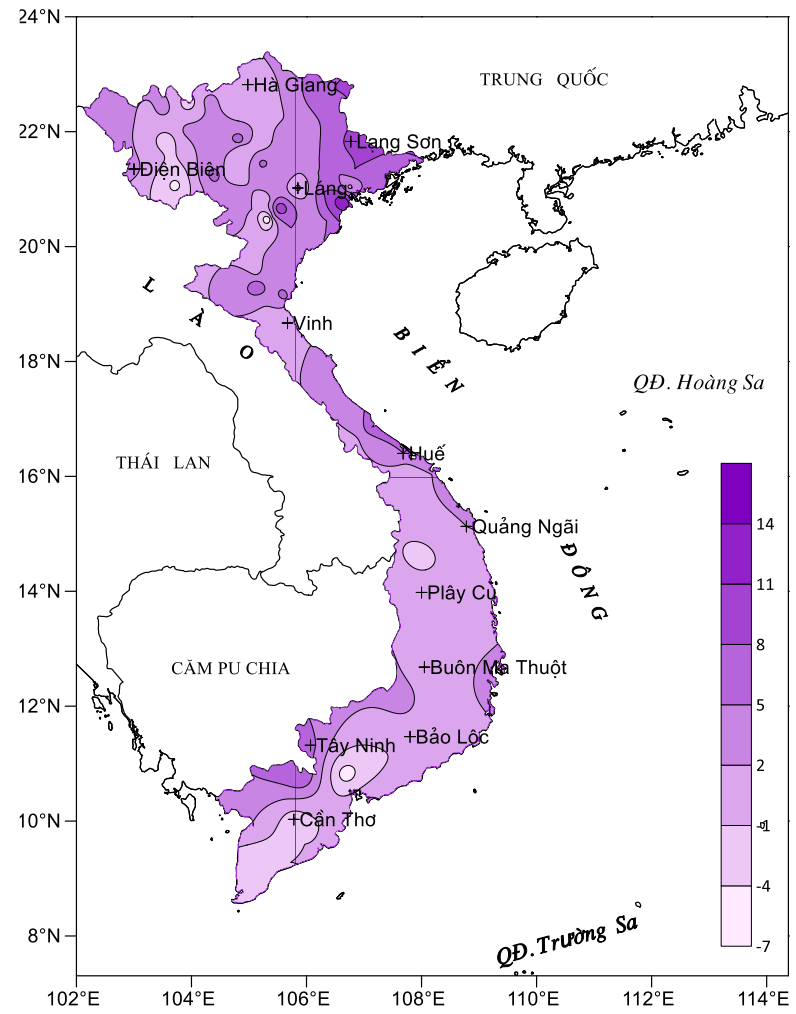 24°N
TRUNG QUỐC
Hà Giang
22°N
Lạng Sơn
Điện Biên
Láng
20°N
L À O
Vinh
BIỂN
18°N
QĐ. Hoàng Sa
THÁI LAN
Huế
16°N
Quảng Ngãi
14
ĐÔNG
14°N
Plây Cu
11
8
CĂM PU CHIA
Buôn Ma Thuột
12°N
5
Bảo Lộc
Tây Ninh
2
10°N
Cần Thơ
-1
-4
8°N
QĐ. Trường Sa
-7
102°E 104°E 106°E 108°E 110°E 112°E 114°E